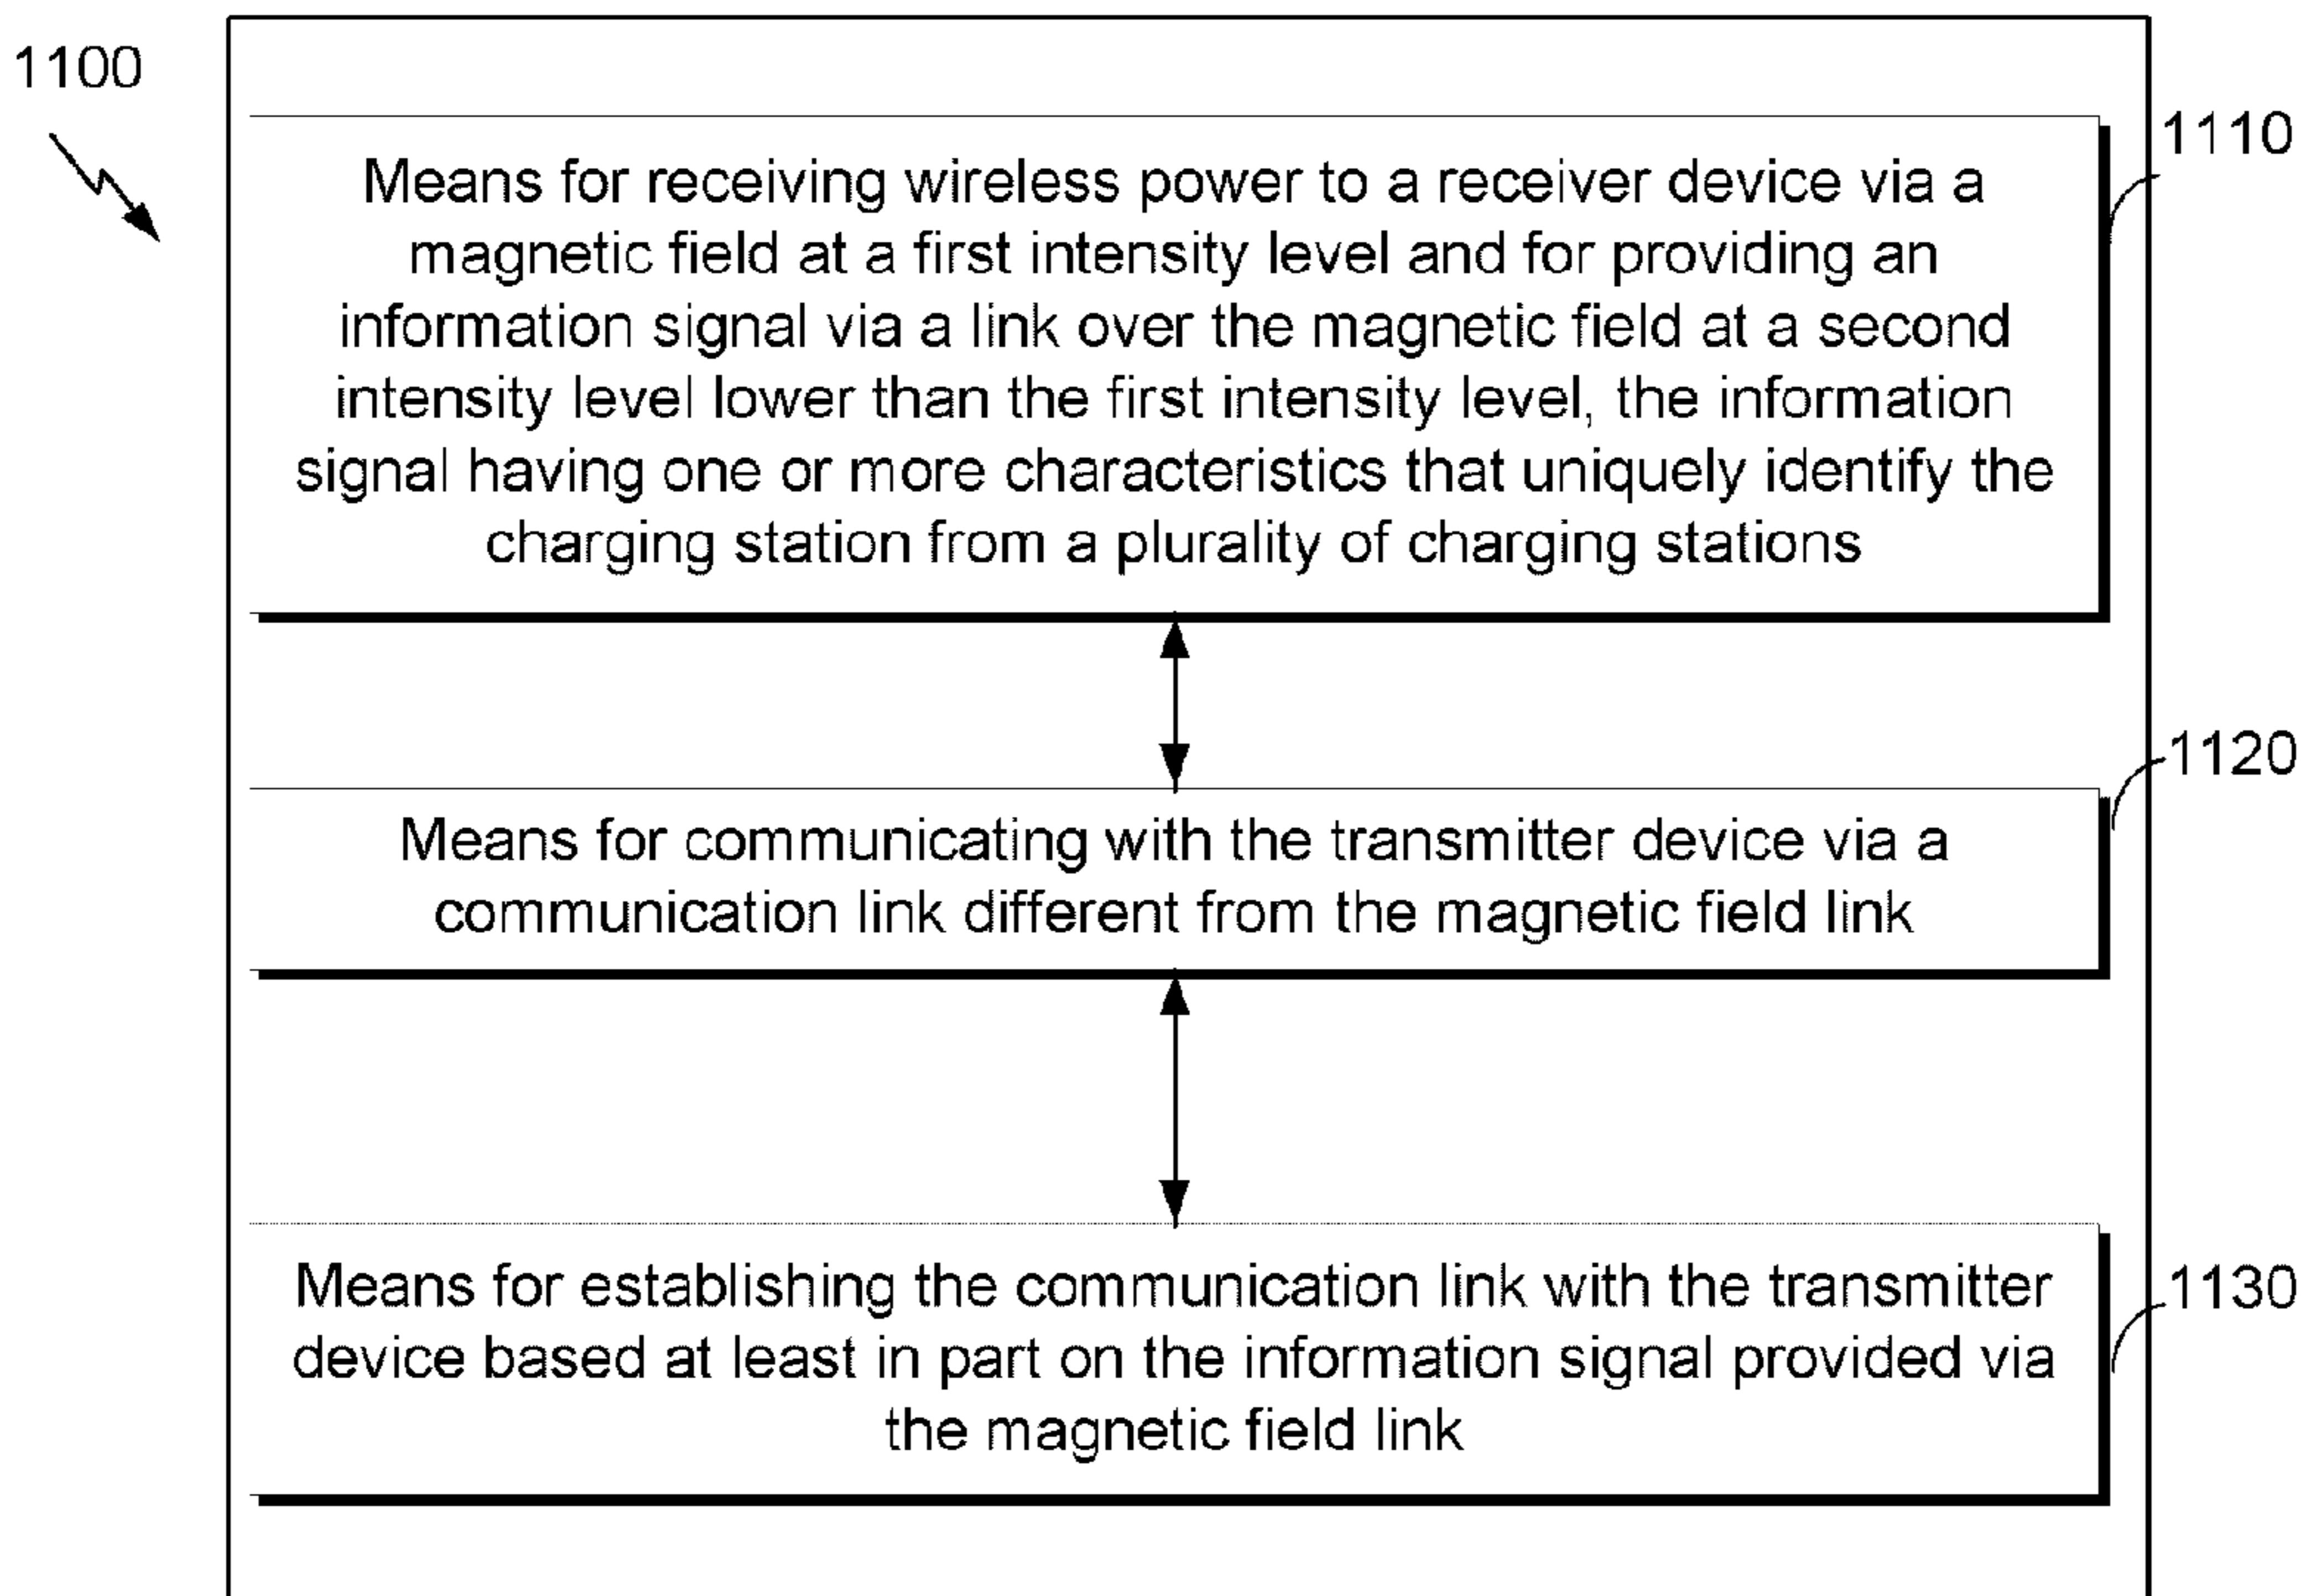 1100
1110
Means for receiving wireless power to a receiver device via a
magnetic field at a first intensity level and for providing an
information signal via a link over the magnetic field at a second
intensity level lower than the first intensity level, the information
signal having one or more characteristics that uniquely identify the
charging station from a plurality of charging stations
1120
Means for communicating with the transmitter device via a
communication link different from the magnetic field link
1130
Means for establishing the communication link with the transmitter
device based at least in part on the information signal provided via
the magnetic field link